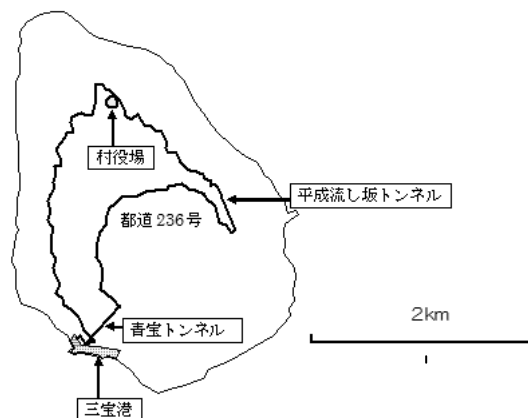 村役場
平成流し坂トンネル
都道236号
2km
青宝トンネル
三宝港